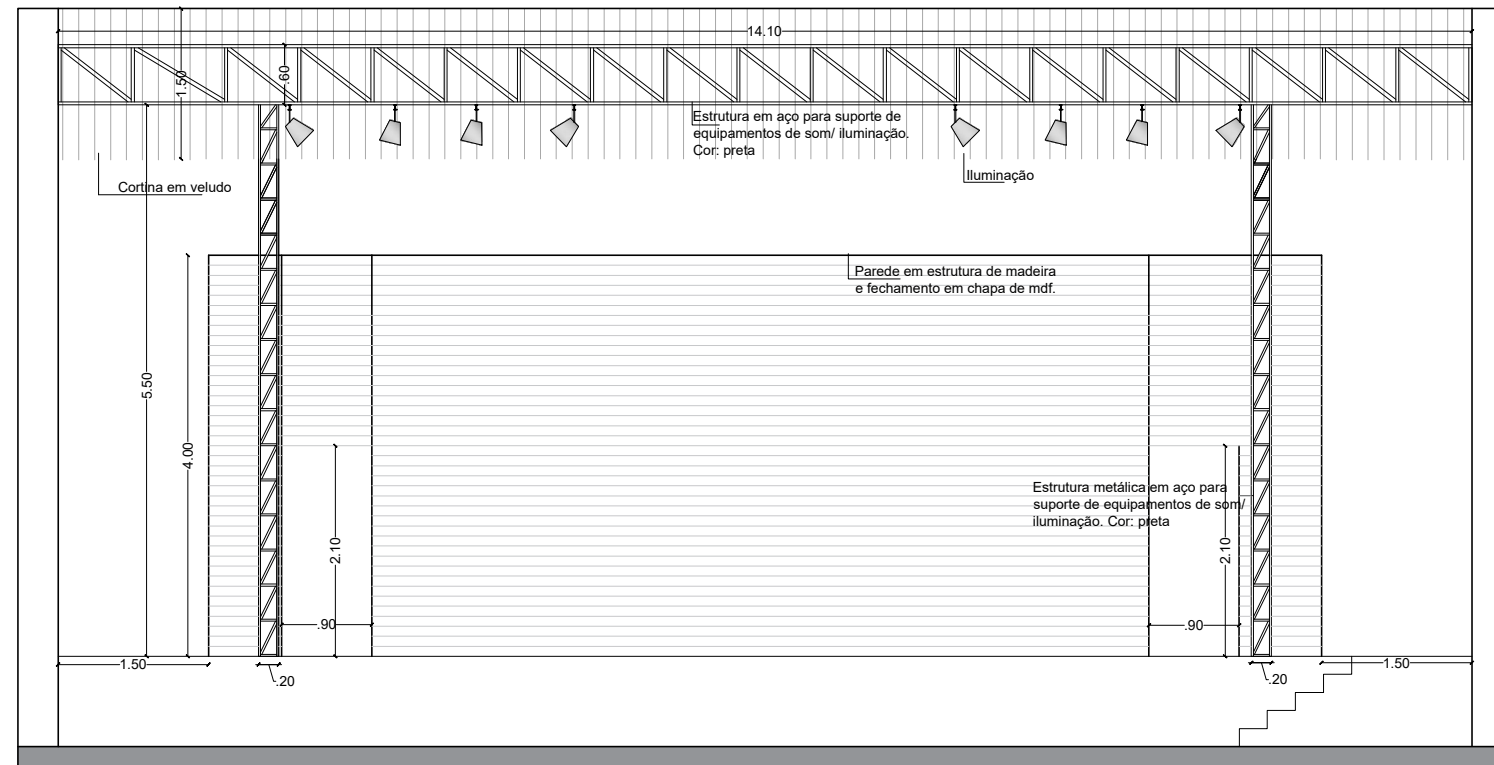 14.10
1.50
.60
Estrutura em aço para suporte de
equipamentos de som/ iluminação.
Cor: preta
Iluminação
Cortina em veludo
Parede em estrutura de madeira
e fechamento em chapa de mdf.
5.50
4.00
Estrutura metálica em aço para
suporte de equipamentos de som/
iluminação. Cor: preta
2.10
2.10
.90
.90
1.50
1.50
.20
.20